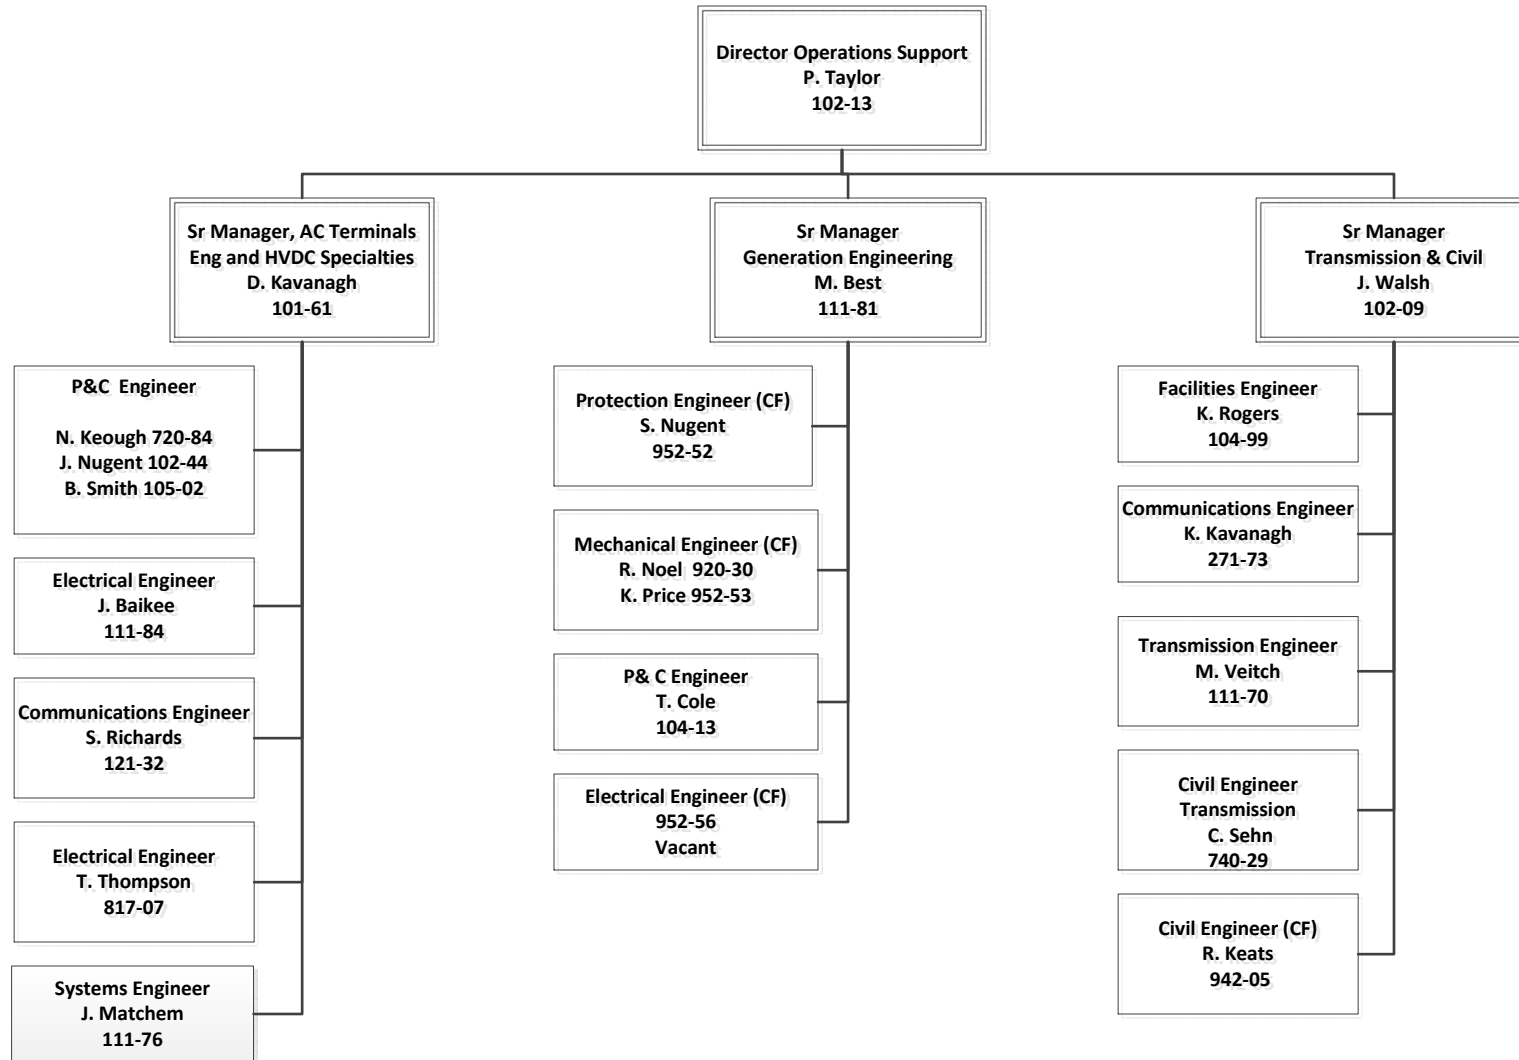 Director Operations Support
P. Taylor
102-13
Sr Manager, AC Terminals
Eng and HVDC Specialties
D. Kavanagh
101-61
P&C  Engineer
N. Keough 720-84
J. Nugent 102-44
B. Smith 105-02
Electrical Engineer
J. Baikee
111-84
Communications Engineer
S. Richards
121-32
Electrical Engineer
T. Thompson
817-07
Systems Engineer
J. Matchem
111-76
Sr Manager
Generation Engineering
M. Best
111-81
Protection Engineer (CF)
S. Nugent
952-52
Mechanical Engineer (CF)
R. Noel  920-30
K. Price 952-53
P& C Engineer
T. Cole
104-13
Electrical Engineer (CF)
952-56
Vacant
Sr Manager
Transmission & Civil
J. Walsh
102-09
Facilities Engineer
K. Rogers
104-99
Communications Engineer
K. Kavanagh
271-73
Transmission Engineer
M. Veitch
111-70
Civil Engineer
Transmission
C. Sehn
740-29
Civil Engineer (CF)
R. Keats
942-05